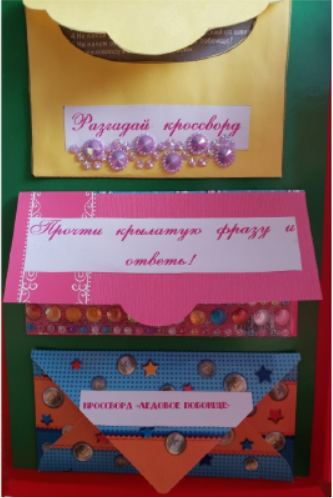 Разгадай кроссворд
Прочти крылатую фразу и
ответь!
КРОССВОРД «ЛЕДОВОЕ ПОБОИЩЕ»